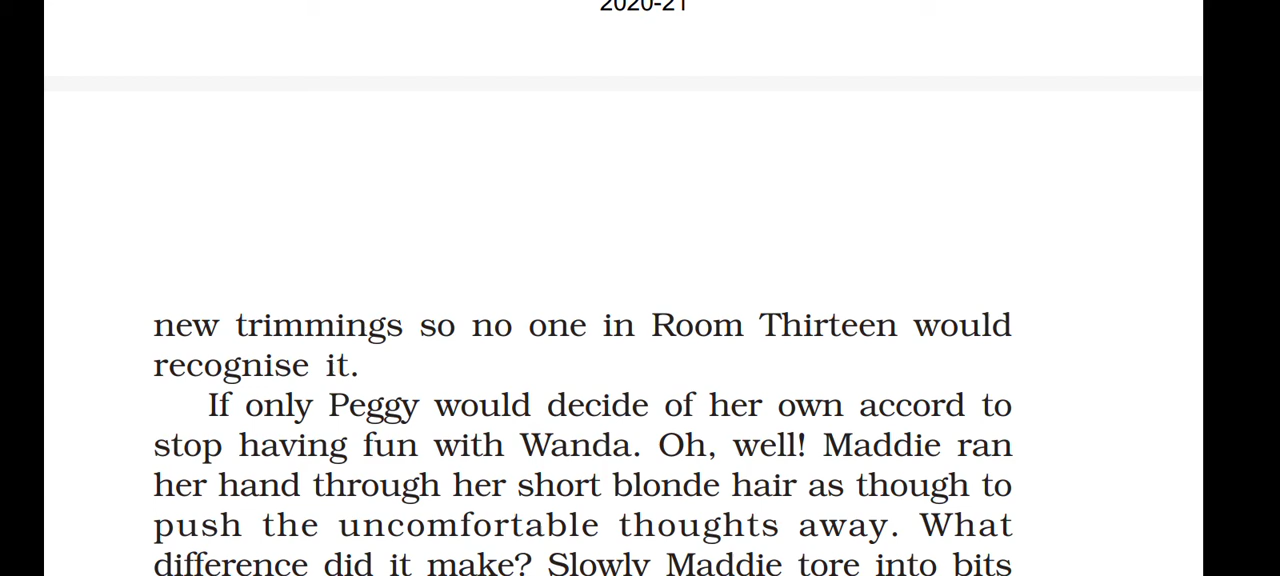 2020-21
new trimmings so no one in Room Thirteen would
recognise it.
If only Peggy would decide of her own accord to
stop having fun with Wanda. Oh, well! Maddie ran
her hand through her short blonde hair as though to
push the uncomfortable thoughts away. What
difference did it make? Slowly Maddie tore into bits